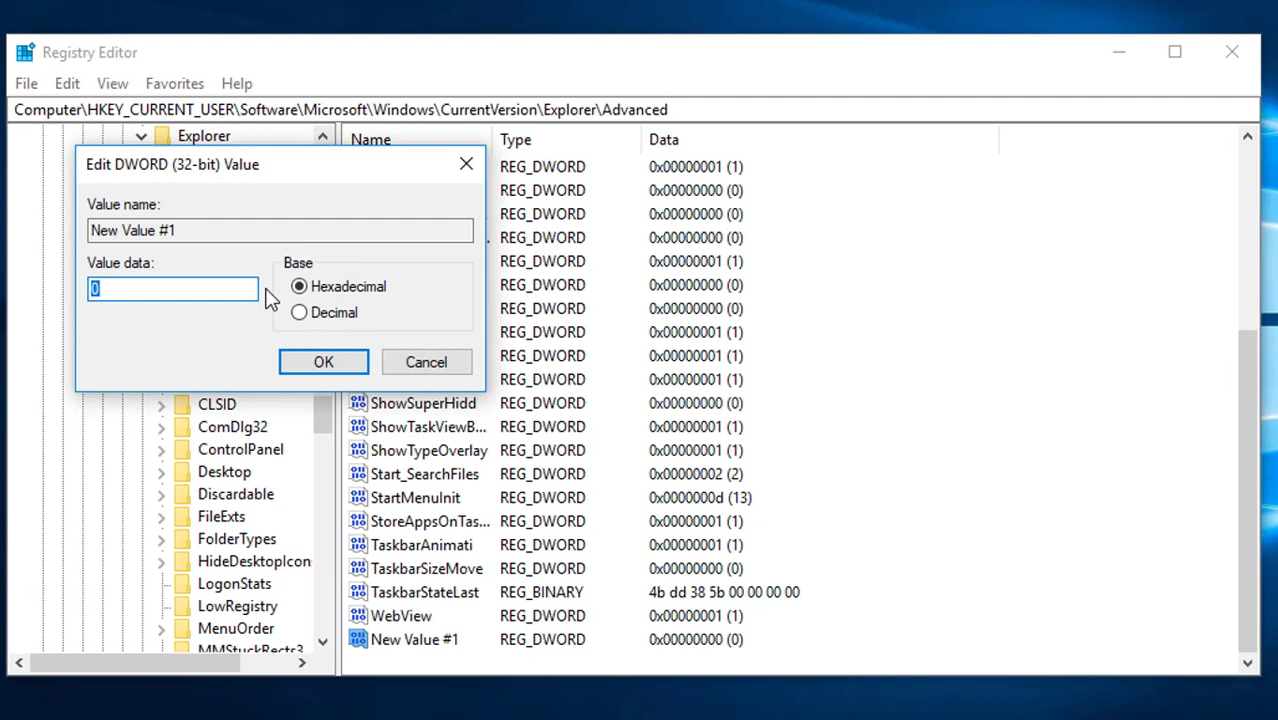 Registry Editor
File Edit View Favorites Help
Computer\HKEY_CURRENT_USER\Software\Microsoft\Windows\CurrentVersion\Explorer\Advanced
Explorer
Edit DWORD (32-bit) Value
Value name:
New Value #1
Value data:
0
Base
Hexadecimal
Decimal
OK Cancel
CLSID
ComDlg32
ControlPanel
Desktop
Discardable
FileExts
FolderTypes
HideDesktopIcons
LogonStats
LowRegistry
MenuOrder
MMStuckRects3
Name Type Data
REG_DWORD 0x00000001 (1)
REG_DWORD 0x00000000 (0)
REG_DWORD 0x00000000 (0)
REG_DWORD 0x00000000 (0)
REG_DWORD 0x00000001 (1)
REG_DWORD 0x00000000 (0)
REG_DWORD 0x00000000 (0)
REG_DWORD 0x00000001 (1)
REG_DWORD 0x00000001 (1)
REG_DWORD 0x00000001 (1)
ShowSuperHidd REG_DWORD 0x00000000 (0)
ShowTaskViewB... REG_DWORD 0x00000001 (1)
ShowTypeOverlay REG_DWORD 0x00000001 (1)
Start_SearchFiles REG_DWORD 0x00000002 (2)
StartMenuInit REG_DWORD 0x0000000d (13)
StoreAppsOnTas... REG_DWORD 0x00000001 (1)
TaskbarAnimati REG_DWORD 0x00000001 (1)
TaskbarSizeMove REG_DWORD 0x00000000 (0)
TaskbarStateLast REG_BINARY 4b dd 38 5b 00 00 00 00
WebView REG_DWORD 0x00000001 (1)
New Value #1 REG_DWORD 0x00000000 (0)